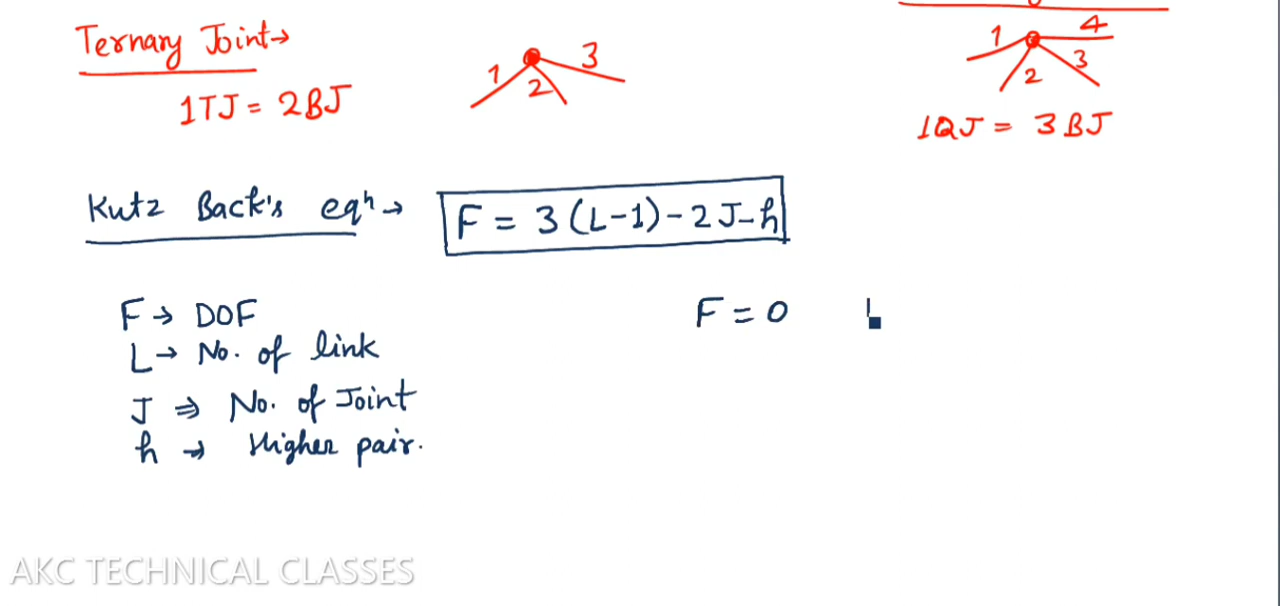 Ternary Joint→
1TJ = 2BJ
1 2 3
1 2 3 4
1QJ = 3BJ
Kutz Back's eqⁿ → F = 3(L-1)-2J-h
F → DOF
L → No. of link
J ⇒ No. of Joint
h → Higher pair.
F = 0
AKC TECHNICAL CLASSES